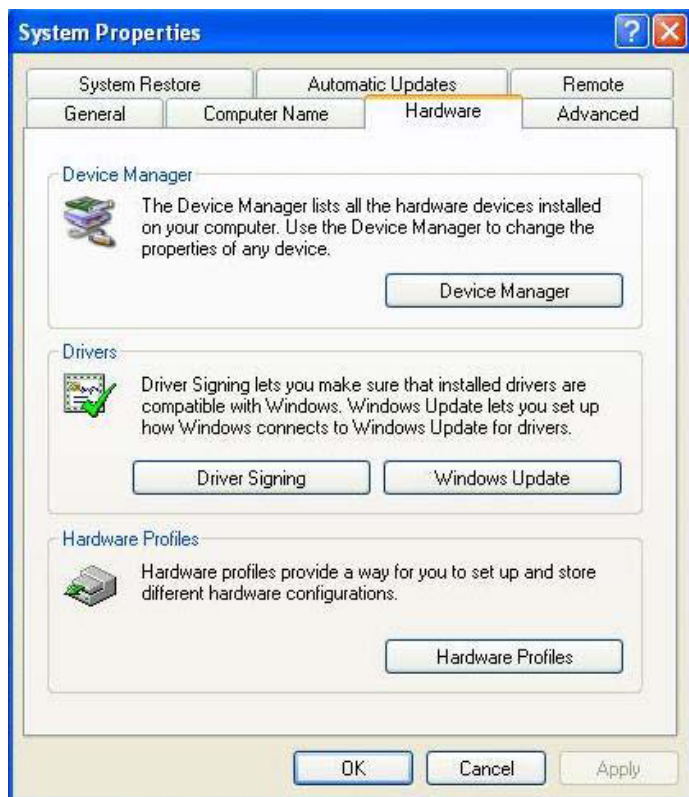 System Properties
System Restore
Automatic Updates
Remote
General
Computer Name
Hardware
Advanced
Device Manager
The Device Manager lists all the hardware devices installed
on your computer. Use the Device Manager to change the
properties of any device.
Device Manager
Drivers
Driver Signing lets you make sure that installed drivers are
compatible with Windows. Windows Update lets you set up
how Windows connects to Windows Update for drivers.
Driver Signing
Windows Update
Hardware Profiles
Hardware profiles provide a way for you to set up and store
different hardware configurations.
Hardware Profiles
OK
Cancel
Apply